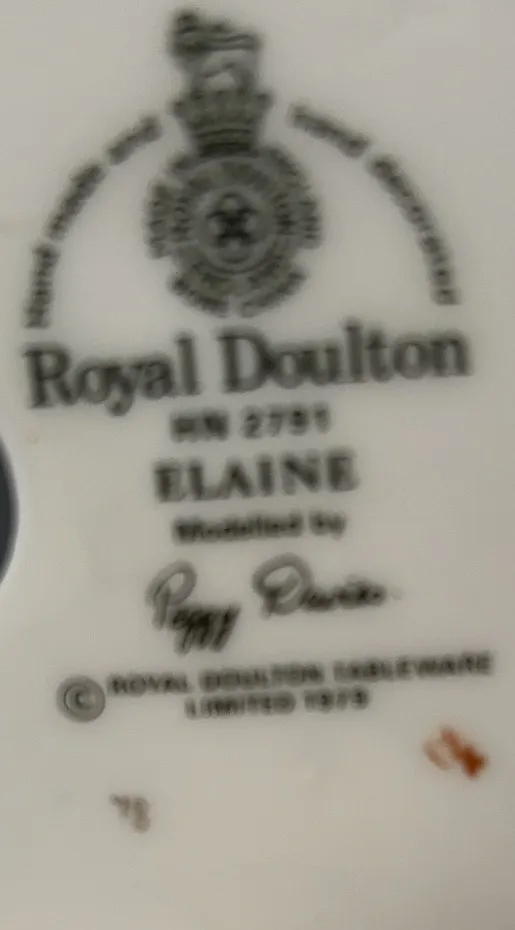 Hand made and hand decorated
Royal Doulton
HN 2791
ELAINE
Modelled by
Peggy Davies
© ROYAL DOULTON TABLEWARE
LIMITED 1979